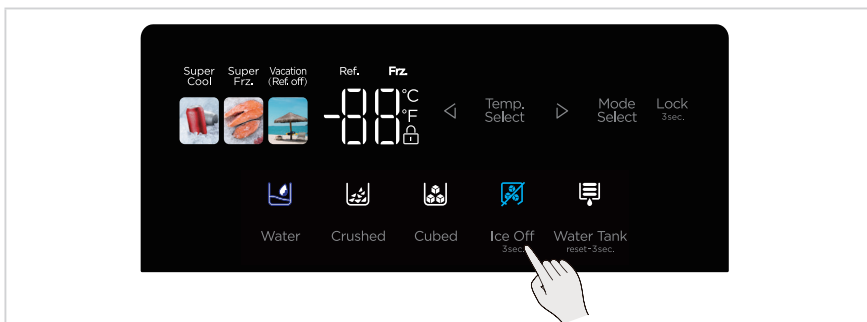 Super Super Vacation Ref. Frz.
Cool Frz. (Ref. off)
-88 °C
°F
Temp. Mode Lock
Select Select 3sec.
Water Crushed Cubed Ice Off Water Tank
3sec. reset-3sec.